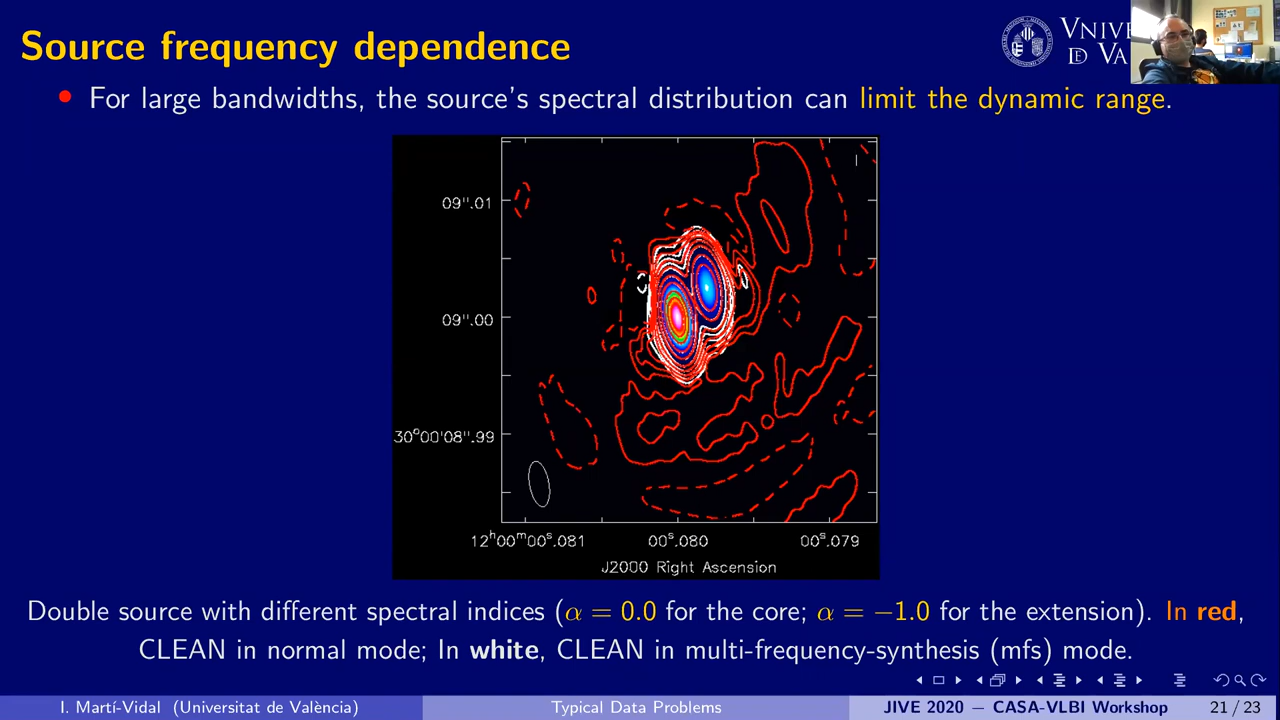 Source frequency dependence
VNIVE
D VA
• For large bandwidths, the source's spectral distribution can limit the dynamic range.
I
09".01
09".00
30°00'08".99
12ʰ00ᵐ00ˢ.081 00ˢ.080 00ˢ.079
J2000 Right Ascension
Double source with different spectral indices (α = 0.0 for the core; α = −1.0 for the extension). In red,
CLEAN in normal mode; In white, CLEAN in multi-frequency-synthesis (mfs) mode.
I. Martí-Vidal (Universitat de València) Typical Data Problems JIVE 2020 − CASA-VLBI Workshop 21 / 23